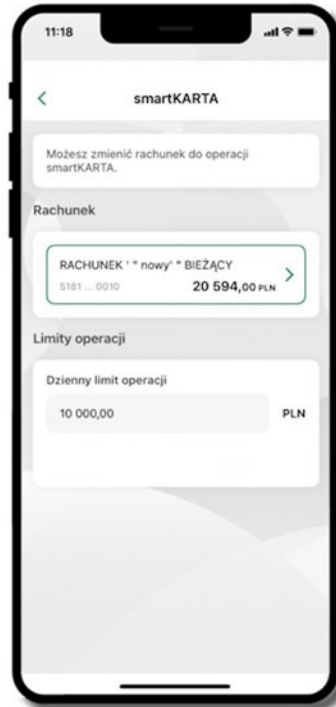 11:18
smartKARTA
Możesz zmienić rachunek do operacji
smartKARTA.
Rachunek
RACHUNEK ' " nowy' " BIEŻĄCY
5181 ... 0010 20 594,00 PLN
Limity operacji
Dzienny limit operacji
10 000,00 PLN